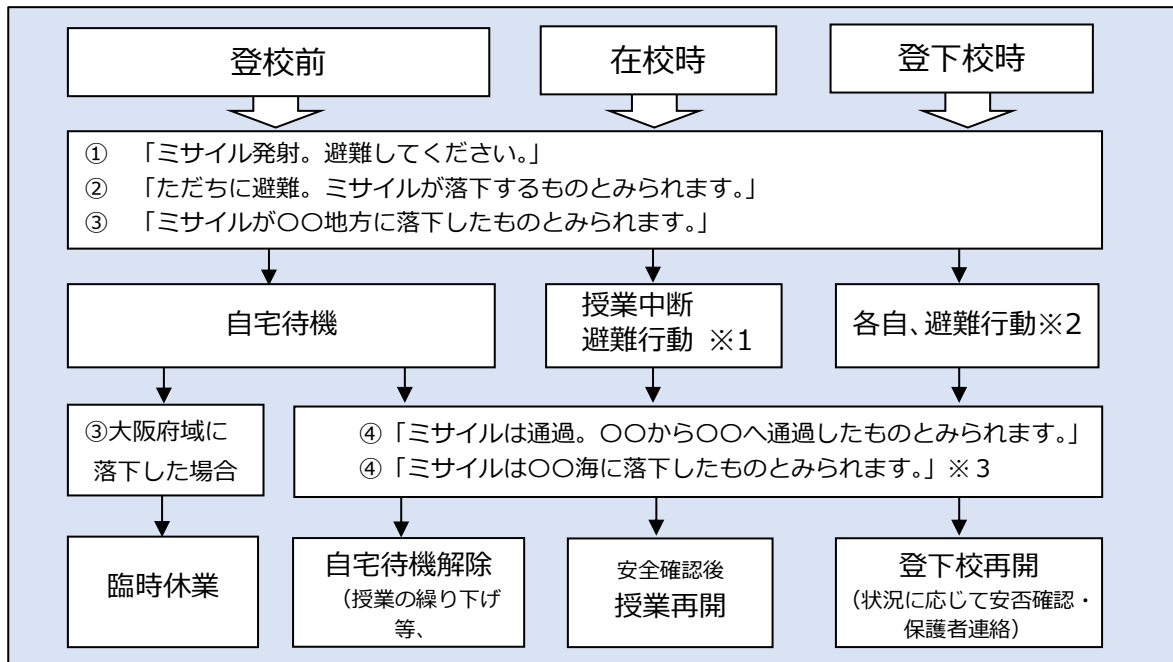 登校前
在校時
登下校時
① 「ミサイル発射。避難してください。」
② 「ただちに避難。ミサイルが落下するものとみられます。」
③ 「ミサイルが〇〇地方に落下したものとみられます。」
自宅待機
授業中断
避難行動 ※1
各自、避難行動※2
③大阪府域に
落下した場合
④「ミサイルは通過。〇〇から〇〇へ通過したものとみられます。」
④「ミサイルは〇〇海に落下したものとみられます。」※３
臨時休業
自宅待機解除
（授業の繰り下げ
等、
安全確認後
授業再開
登下校再開
（状況に応じて安否確認・
保護者連絡）